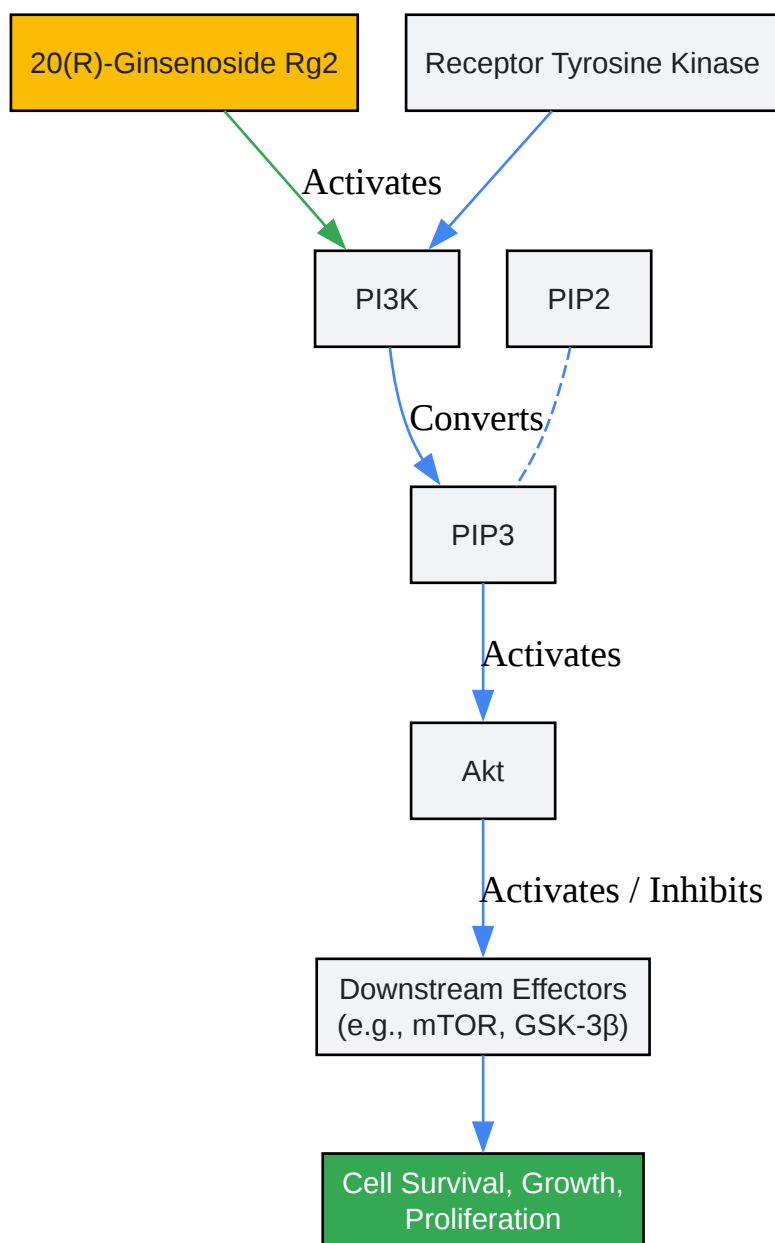 20(R)-Ginsenoside Rg2
Receptor Tyrosine Kinase
Activates
PI3K
PIP2
Converts
PIP3
Activates
Akt
Activates / Inhibits
Downstream Effectors
(e.g., mTOR, GSK-3β)
Cell Survival, Growth,
Proliferation